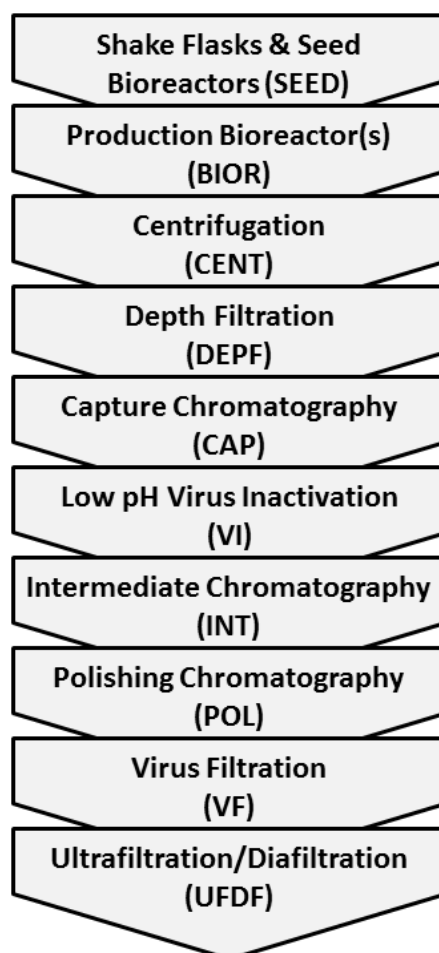 Shake Flasks & Seed
Bioreactors (SEED)
Production Bioreactor(s)
(BIOR)
Centrifugation
(CENT)
Depth Filtration
(DEPF)
Capture Chromatography
(CAP)
Low pH Virus Inactivation
(VI)
Intermediate Chromatography
(INT)
Polishing Chromatography
(POL)
Virus Filtration
(VF)
Ultrafiltration/Diafiltration
(UFDF)